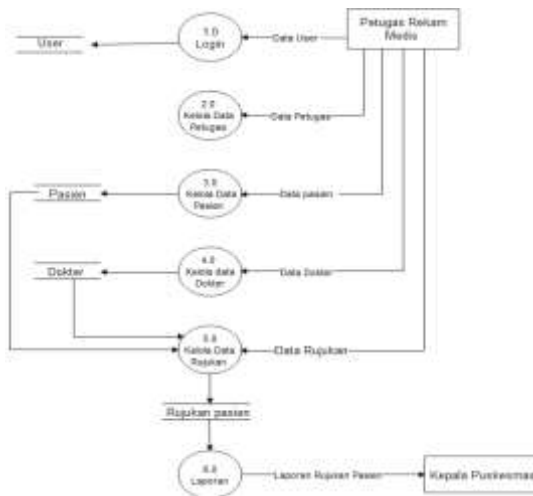 1.0
Login
User
Data User
Petugas Rekam
Medis
2.0
Kelola Data
Petugas
Data Petugas
3.0
Kelola Data
Pasien
Pasien
Data pasien
4.0
Kelola data
Dokter
Dokter
Data Dokter
5.0
Kelola Data
Rujukan
Data Rujukan
Rujukan pasien
6.0
Laporan
Laporan Rujukan Pasien
Kepala Puskesmas